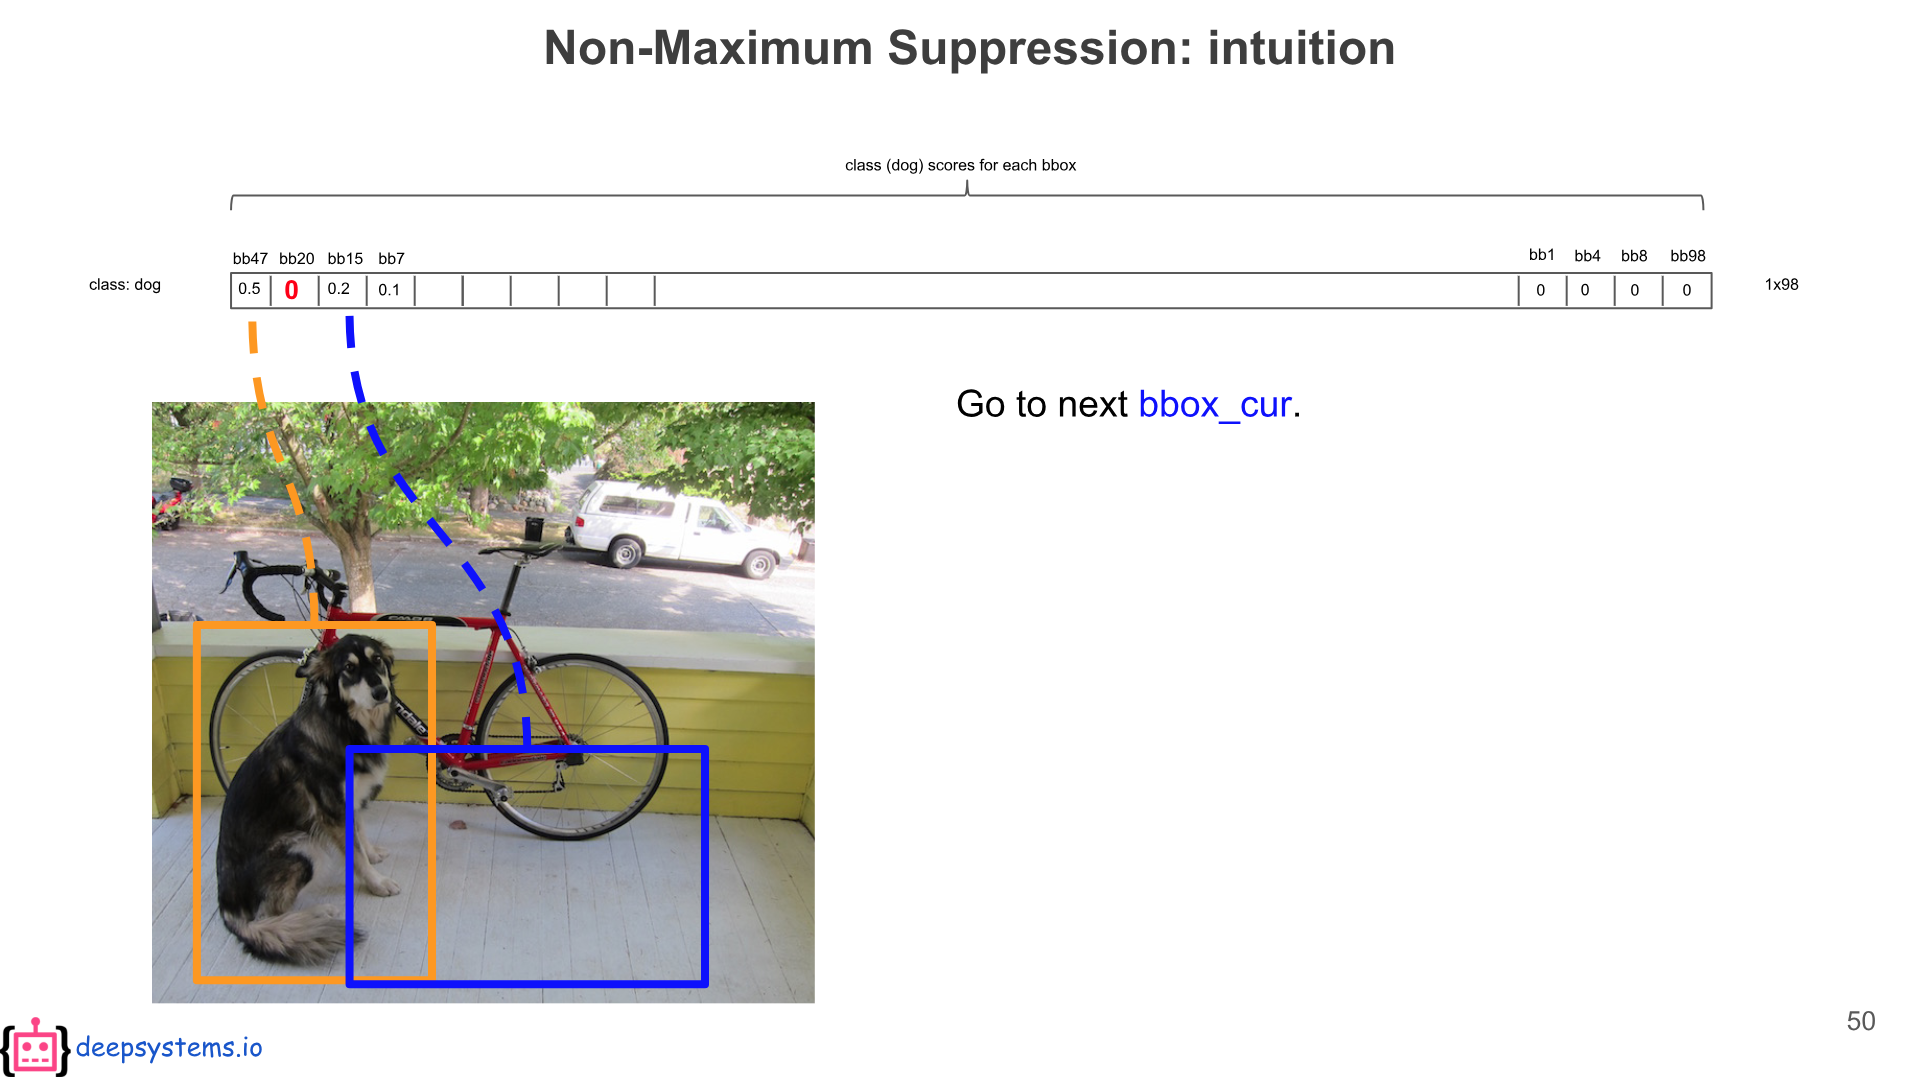 Non-Maximum Suppression: intuition
class (dog) scores for each bbox
bb47 bb20 bb15 bb7 bb1 bb4 bb8 bb98
class: dog 0.5 0 0.2 0.1 0 0 0 0 1x98
Go to next bbox_cur.
ndale
deepsystems.io
50